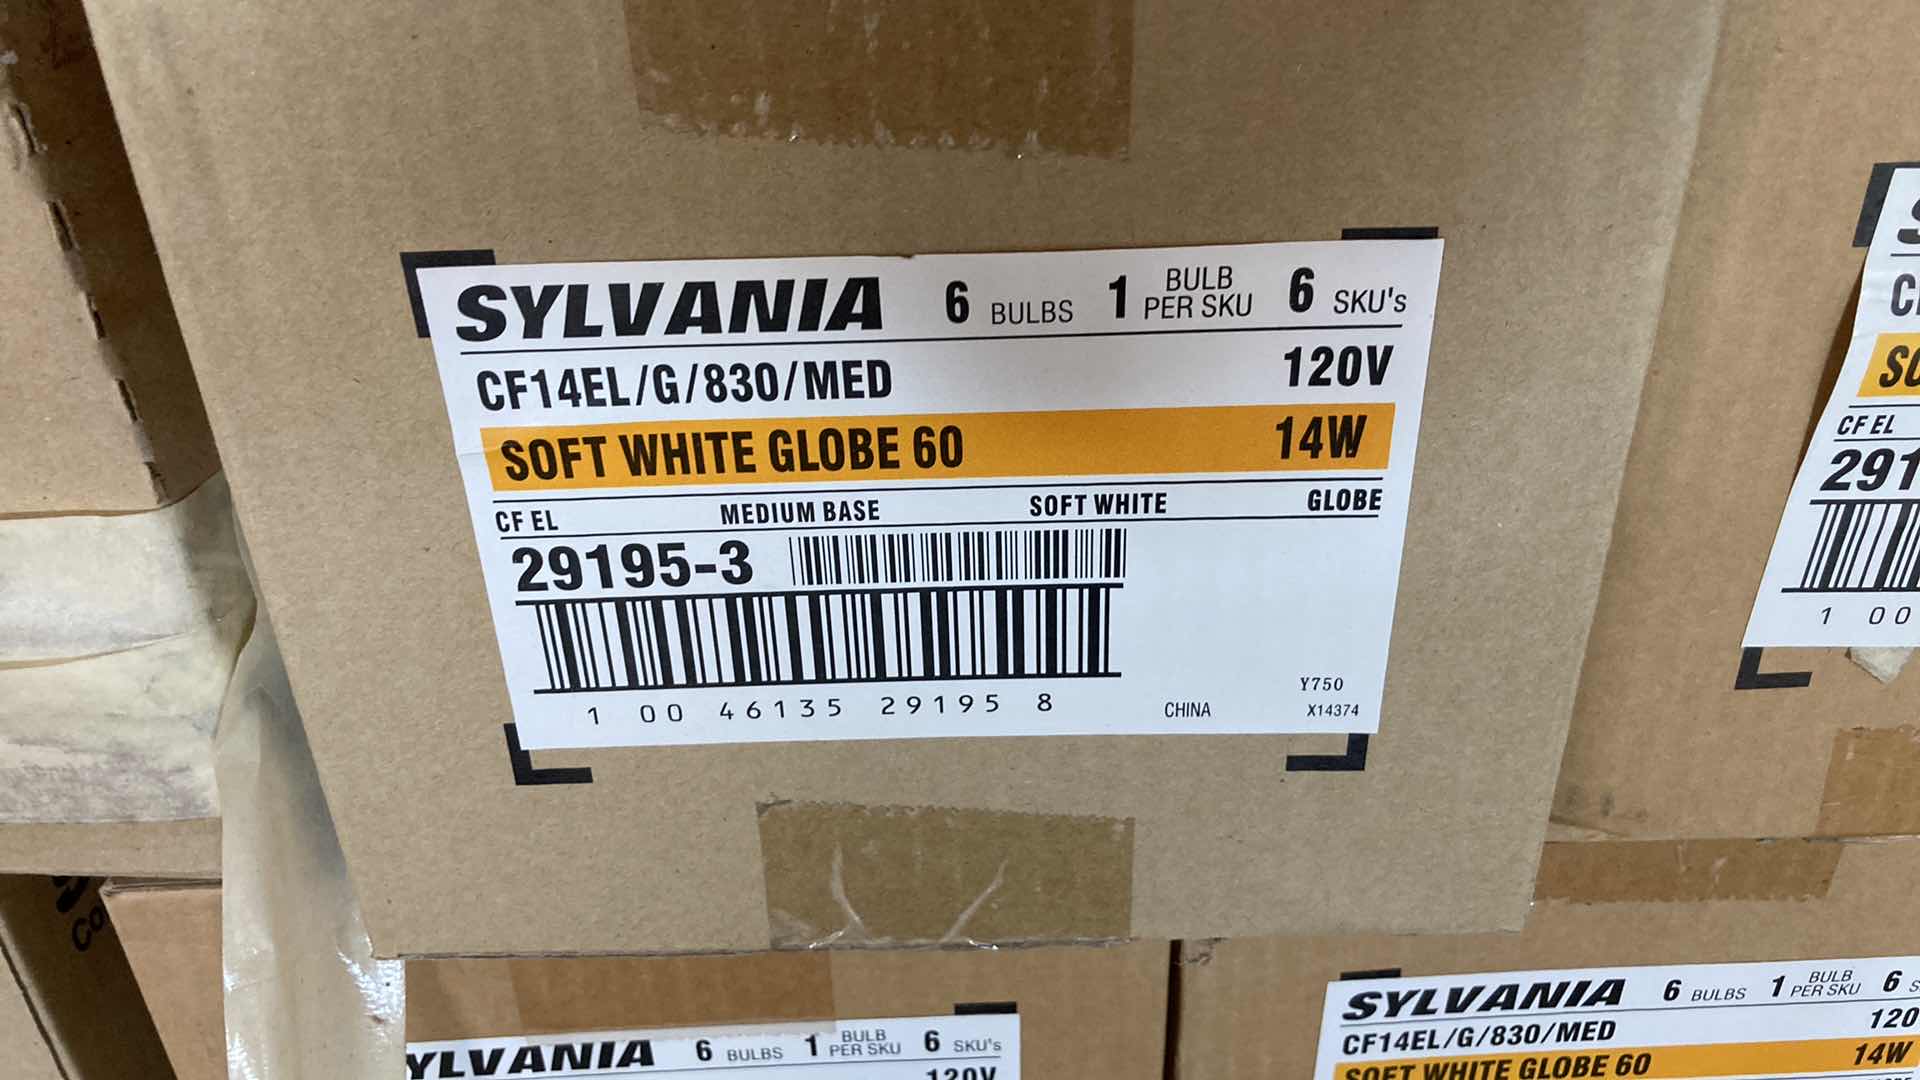 SYLVANIA 6 BULBS 1 BULB PER SKU 6 SKU's
CF14EL/G/830/MED 120V
SOFT WHITE GLOBE 60 14W
CF EL MEDIUM BASE SOFT WHITE GLOBE
29195-3
1 00 46135 29195 8
CHINA
Y750
X14374
CF EL
291
1 00
YLVANIA 6 BULBS 1 BULB PER SKU 6 SKU's
120V
SYLVANIA 6 BULBS 1 BULB PER SKU 6 S
CF14EL/G/830/MED 120
SOFT WHITE GLOBE 60 14W